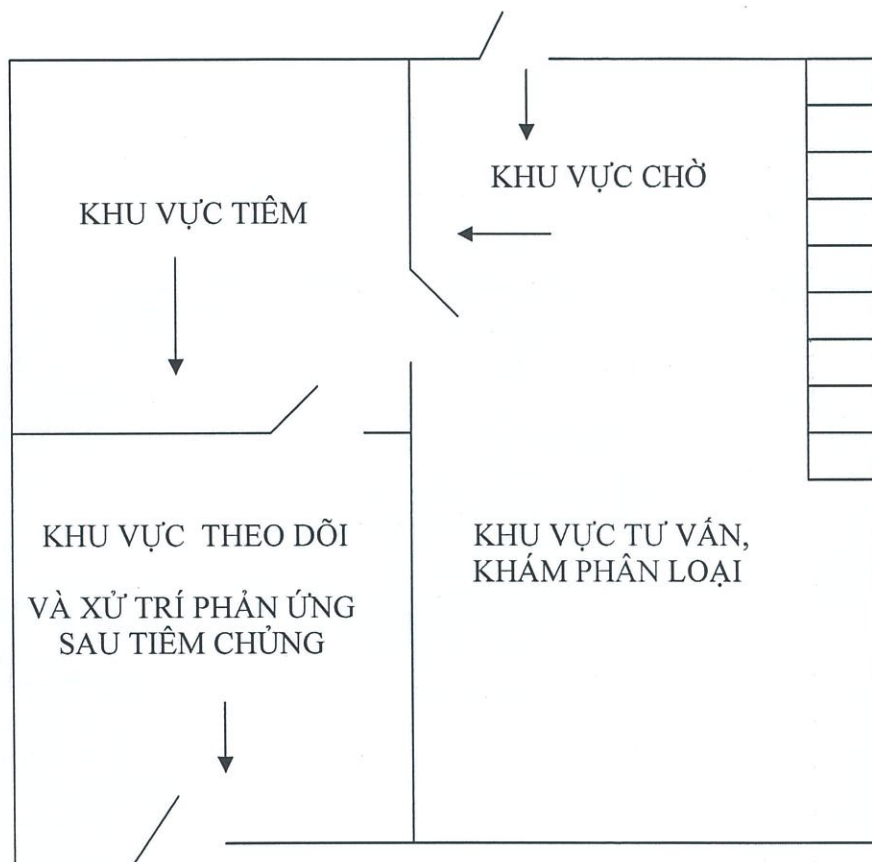 KHU VỰC CHỜ
KHU VỰC TIÊM
KHU VỰC THEO DÕI
VÀ XỬ TRÍ PHẢN ỨNG
SAU TIÊM CHỦNG
KHU VỰC TƯ VẤN,
KHÁM PHÂN LOẠI